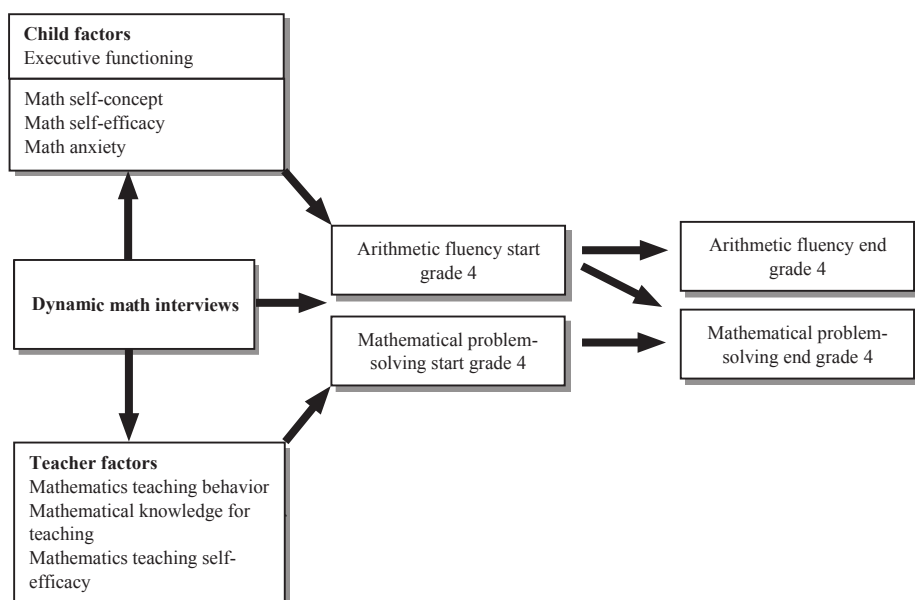 Child factors
Executive functioning
Math self-concept
Math self-efficacy
Math anxiety
Dynamic math interviews
Teacher factors
Mathematics teaching behavior
Mathematical knowledge for
teaching
Mathematics teaching self-
efficacy
Arithmetic fluency start
grade 4
Mathematical problem-
solving start grade 4
Arithmetic fluency end
grade 4
Mathematical problem-
solving end grade 4